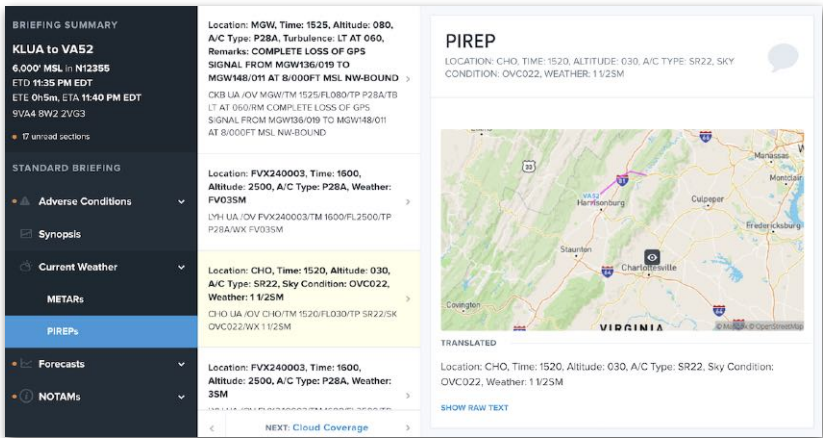 BRIEFING SUMMARY
KLUA to VA52
6,000' MSL in N12355
ETD 11:35 PM EDT
ETE 0h5m, ETA 11:40 PM EDT
9VA4 8W2 2VG3
17 unread sections
STANDARD BRIEFING
Adverse Conditions
Synopsis
Current Weather
METARs
PIREPs
Forecasts
NOTAMs
Location: MGW, Time: 1525, Altitude: 080,
A/C Type: P28A, Turbulence: LT AT 060,
Remarks: COMPLETE LOSS OF GPS
SIGNAL FROM MGW136/019 TO
MGW148/011 AT 8/000FT MSL NW-BOUND
CKB UA /OV MGW/TM 1525/FL080/TP P28A/TB
LT AT 060/RM COMPLETE LOSS OF GPS
SIGNAL FROM MGW136/019 TO MGW148/011
AT 8/000FT MSL NW-BOUND
Location: FVX240003, Time: 1600,
Altitude: 2500, A/C Type: P28A, Weather:
FV03SM
LYH UA /OV FVX240003/TM 1600/FL2500/TP
P28A/WX FV03SM
Location: CHO, Time: 1520, Altitude: 030,
A/C Type: SR22, Sky Condition: OVC022,
Weather: 1 1/2SM
CHO UA /OV CHO/TM 1520/FL030/TP SR22/SK
OVC022/WX 1 1/2SM
Location: FVX240003, Time: 1600,
Altitude: 2500, A/C Type: P28A, Weather:
3SM
NEXT: Cloud Coverage
PIREP
LOCATION: CHO, TIME: 1520, ALTITUDE: 030, A/C TYPE: SR22, SKY
CONDITION: OVC022, WEATHER: 1 1/2SM
66
Manassas
33
Montclair
81
VA52
Harrisonburg
Culpeper
Fredericksburg
Staunton
64
Charlottesville
Covington
64
VIRGINIA
© Mapbox © OpenStreetMap
TRANSLATED
Location: CHO, Time: 1520, Altitude: 030, A/C Type: SR22, Sky Condition:
OVC022, Weather: 1 1/2SM
SHOW RAW TEXT